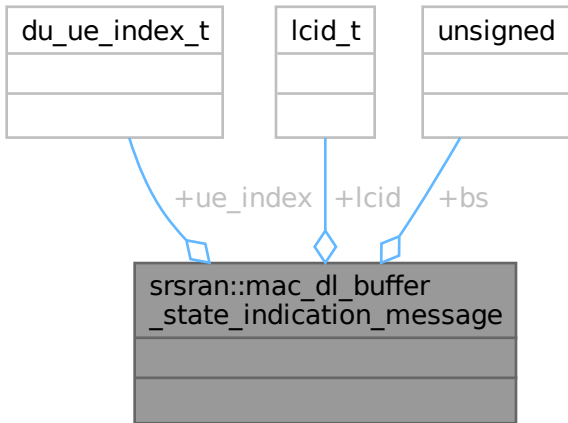 du_ue_index_t
lcid_t
unsigned
+ue_index
+lcid
+bs
srsran::mac_dl_buffer
_state_indication_message